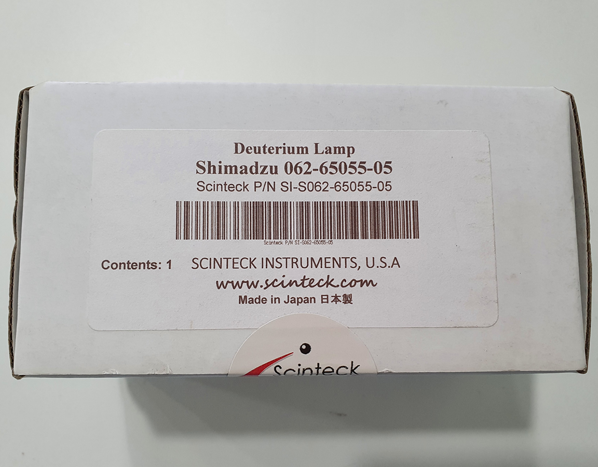 Deuterium Lamp
Shimadzu 062-65055-05
Scinteck P/N SI-S062-65055-05
Scinteck P/N SI-S062-65055-05
Contents: 1 SCINTECK INSTRUMENTS, U.S.A
www.scinteck.com
Made in Japan 日本製
Scinteck